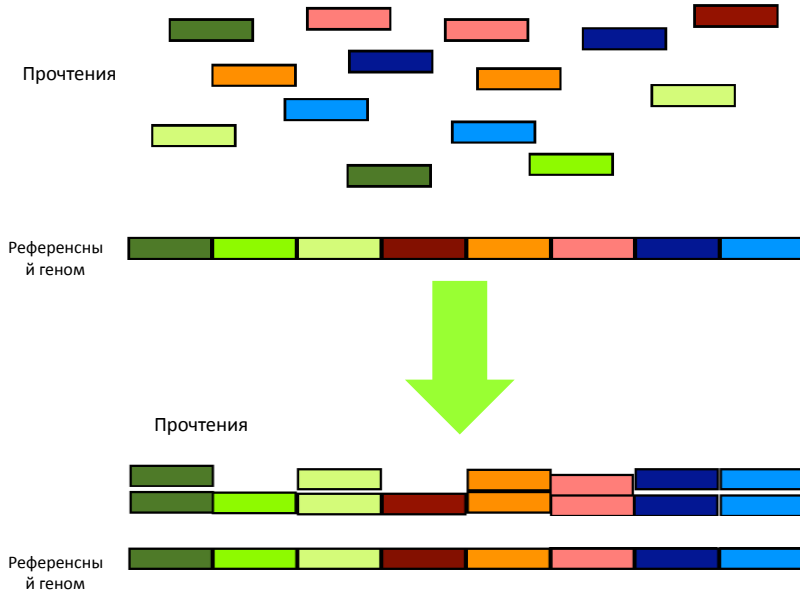 Прочтения
Референсны
й геном
Прочтения
Референсны
й геном